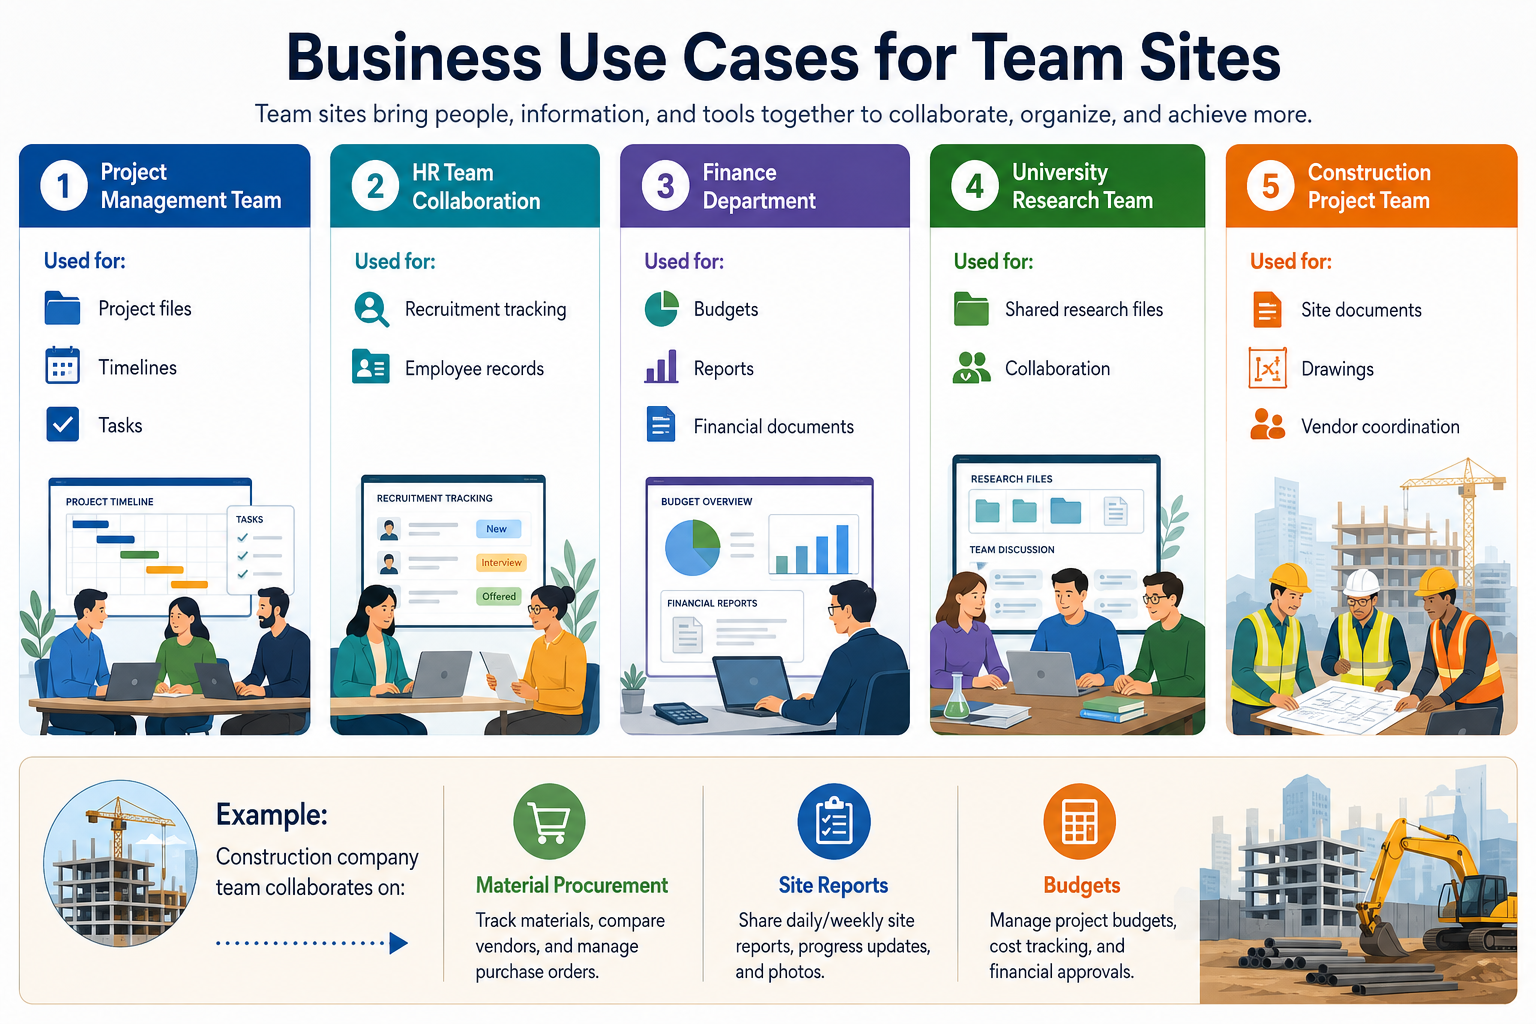 Business Use Cases for Team Sites
Team sites bring people, information, and tools together to collaborate, organize, and achieve more.
1
Project
Management Team
Used for:
Project files
Timelines
Tasks
PROJECT TIMELINE
TASKS
2
HR Team
Collaboration
Used for:
Recruitment tracking
Employee records
RECRUITMENT TRACKING
New
Interview
Offered
3
Finance
Department
Used for:
Budgets
Reports
Financial documents
BUDGET OVERVIEW
FINANCIAL REPORTS
4
University
Research Team
Used for:
Shared research files
Collaboration
RESEARCH FILES
TEAM DISCUSSION
5
Construction
Project Team
Used for:
Site documents
Drawings
Vendor coordination
Example:
Construction company
team collaborates on:
Material Procurement
Track materials, compare
vendors, and manage
purchase orders.
Site Reports
Share daily/weekly site
reports, progress updates,
and photos.
Budgets
Manage project budgets,
cost tracking, and
financial approvals.